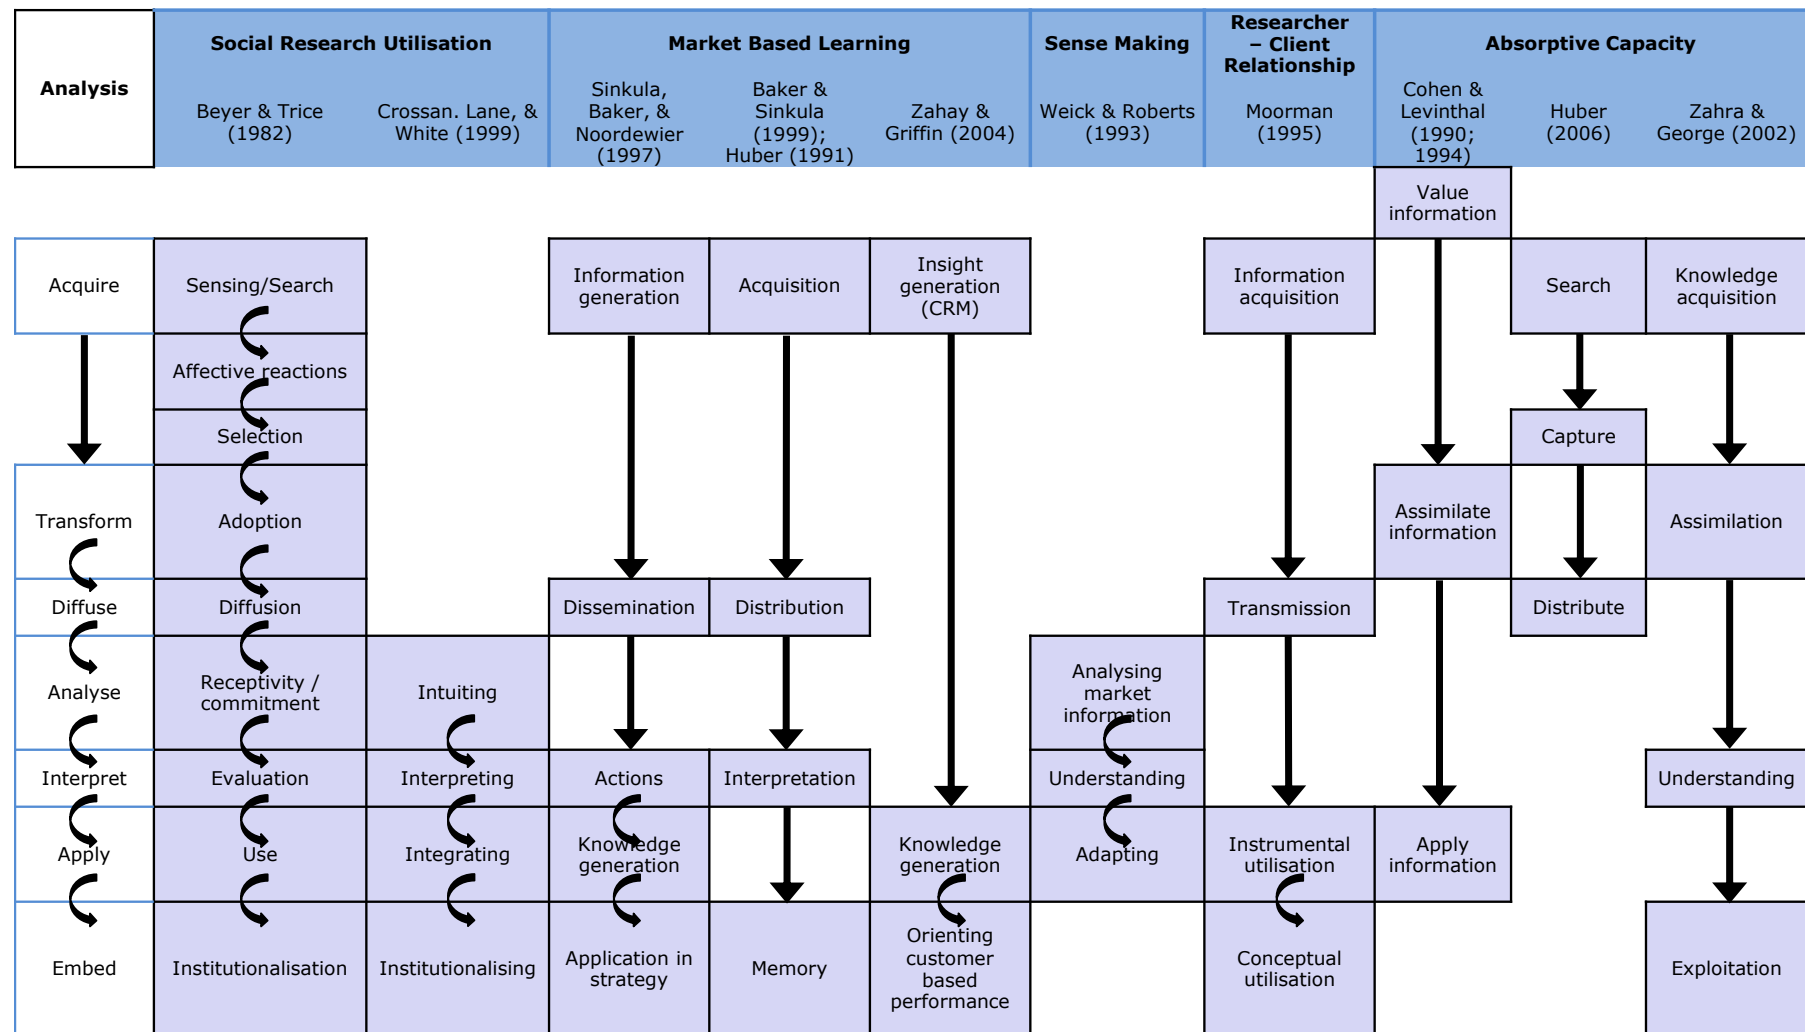 Analysis
Social Research Utilisation
Market Based Learning
Sense Making
Researcher
– Client
Relationship
Absorptive Capacity
Beyer & Trice
(1982)
Crossan. Lane, &
White (1999)
Sinkula,
Baker, &
Noordewier
(1997)
Baker &
Sinkula
(1999);
Huber (1991)
Zahay &
Griffin (2004)
Weick & Roberts
(1993)
Moorman
(1995)
Cohen &
Levinthal
(1990;
1994)
Huber
(2006)
Zahra &
George (2002)
Value
information
Acquire
Sensing/Search
Information
generation
Acquisition
Insight
generation
(CRM)
Information
acquisition
Search
Knowledge
acquisition
Affective reactions
Selection
Capture
Transform
Adoption
Assimilate
information
Assimilation
Diffuse
Diffusion
Dissemination
Distribution
Transmission
Distribute
Analyse
Receptivity /
commitment
Intuiting
Analysing
market
information
Interpret
Evaluation
Interpreting
Actions
Interpretation
Understanding
Understanding
Apply
Use
Integrating
Knowledge
generation
Knowledge
generation
Adapting
Instrumental
utilisation
Apply
information
Embed
Institutionalisation
Institutionalising
Application in
strategy
Memory
Orienting
customer
based
performance
Conceptual
utilisation
Exploitation